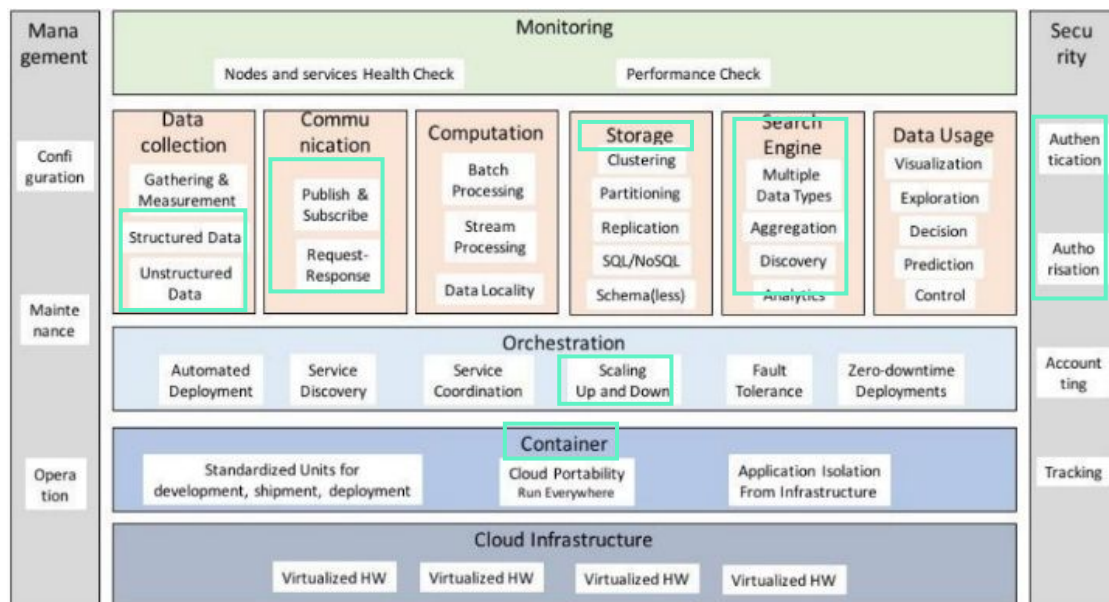 Mana
gement
Confi
guration
Mainte
nance
Opera
tion
Monitoring
Nodes and services Health Check
Performance Check
Data
collection
Gathering &
Measurement
Structured Data
Unstructured
Data
Commu
nication
Publish &
Subscribe
Request-
Response
Computation
Batch
Processing
Stream
Processing
Data Locality
Storage
Clustering
Partitioning
Replication
SQL/NoSQL
Schema(less)
Search
Engine
Multiple
Data Types
Aggregation
Discovery
Analytics
Data Usage
Visualization
Exploration
Decision
Prediction
Control
Orchestration
Automated
Deployment
Service
Discovery
Service
Coordination
Scaling
Up and Down
Fault
Tolerance
Zero-downtime
Deployments
Container
Standardized Units for
development, shipment, deployment
Cloud Portability
Run Everywhere
Application Isolation
From Infrastructure
Cloud Infrastructure
Virtualized HW
Virtualized HW
Virtualized HW
Virtualized HW
Secu
rity
Authen
tication
Autho
risation
Account
ting
Tracking